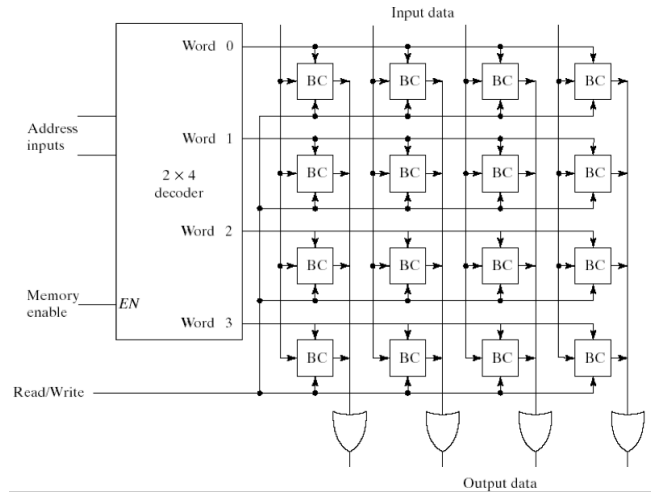 Input data
Word 0
BC BC BC BC
Address
inputs
Word 1
BC BC BC BC
2 × 4
decoder
Word 2
BC BC BC BC
Memory
enable
EN
Word 3
BC BC BC BC
Read/Write
Output data